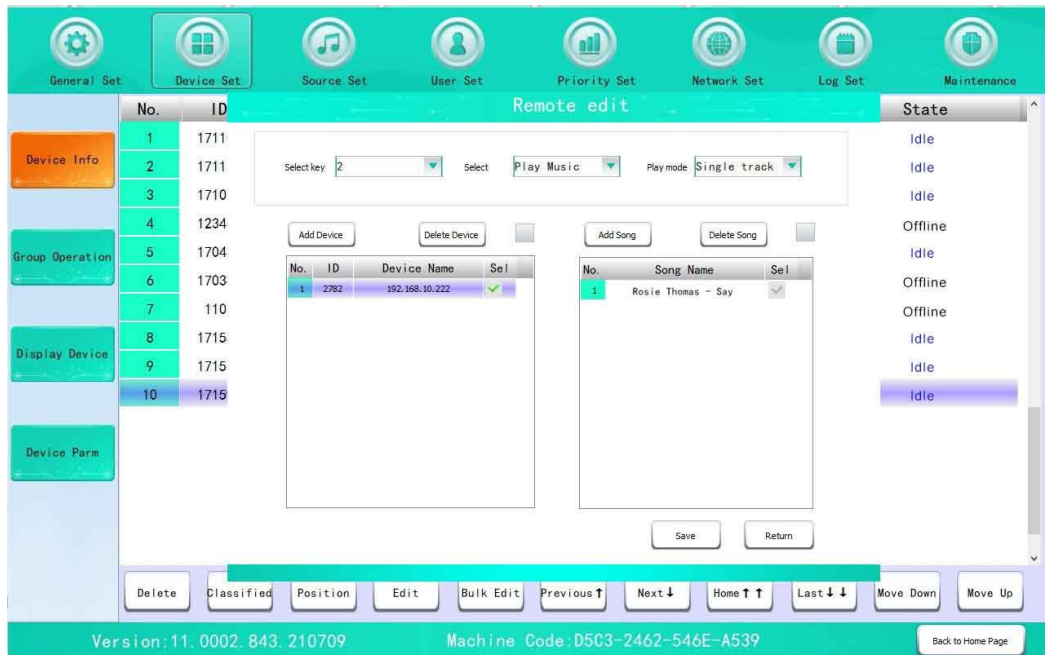 General Set Device Set Source Set User Set Priority Set Network Set Log Set Maintenance
No. ID Remote edit State
Device Info
Group Operation
Display Device
Device Parm
1 1711 Idle
2 1711 Idle
3 1710 Idle
4 1234 Offline
5 1704 Idle
6 1703 Offline
7 110 Offline
8 1715 Idle
9 1715 Idle
10 1715 Idle
Select key 2 Select Play Music Play mode Single track
Add Device Delete Device Add Song Delete Song
No. ID Device Name Sel
1 2782 192.168.10.222
No. Song Name Sel
1 Rosie Thomas - Say
Save Return
Delete Classified Position Edit Bulk Edit Previous↑ Next↓ Home↑↑ Last↓↓ Move Down Move Up
Version:11.0002.843.210709 Machine Code:D5C3-2462-546E-A539 Back to Home Page